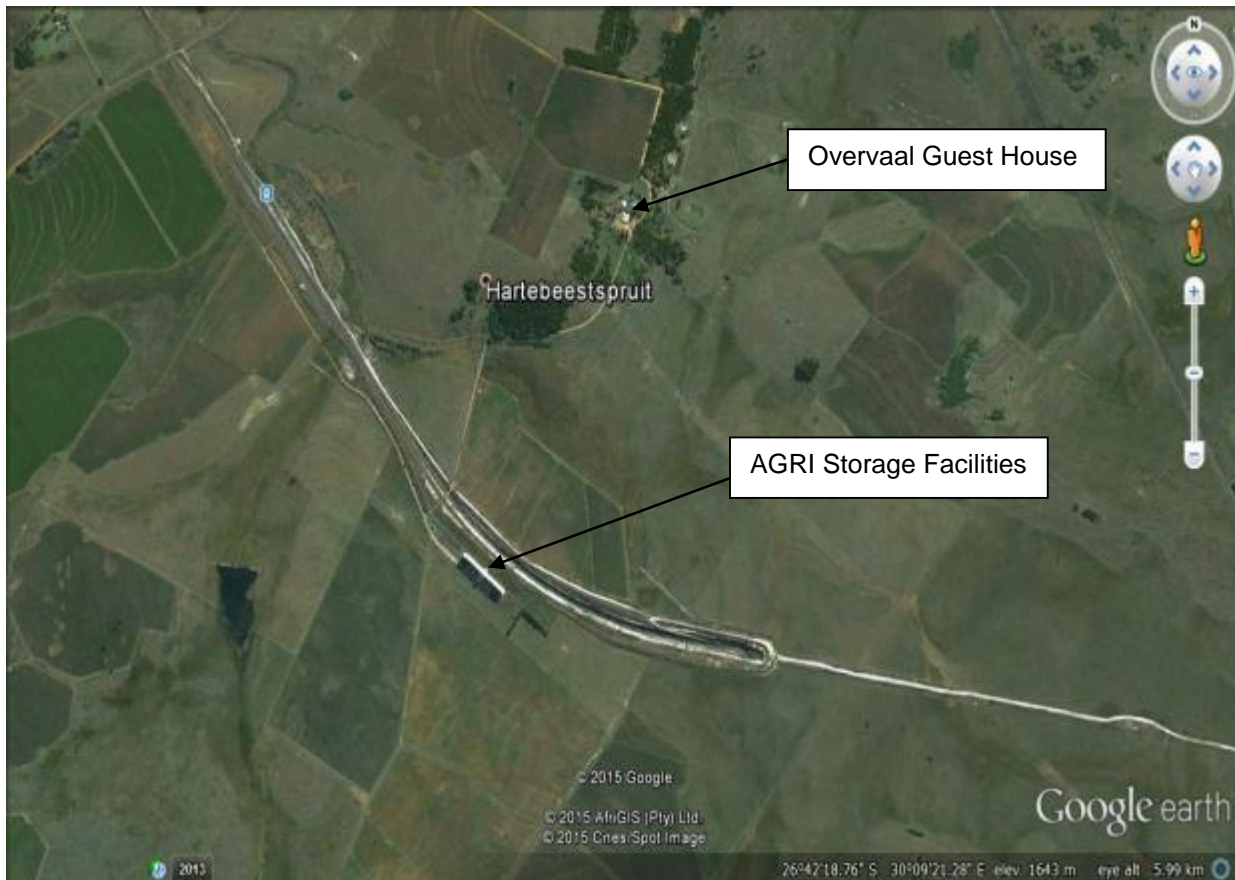 N
Overvaal Guest House
Hartebeestspruit
AGRI Storage Facilities
© 2015 Google
© 2015 AfriGIS (Pty) Ltd.
© 2015 Cnes/Spot Image
Google earth
2013
26°42'18.76" S 30°09'21.28" E elev 1643 m eye alt 5.99 km